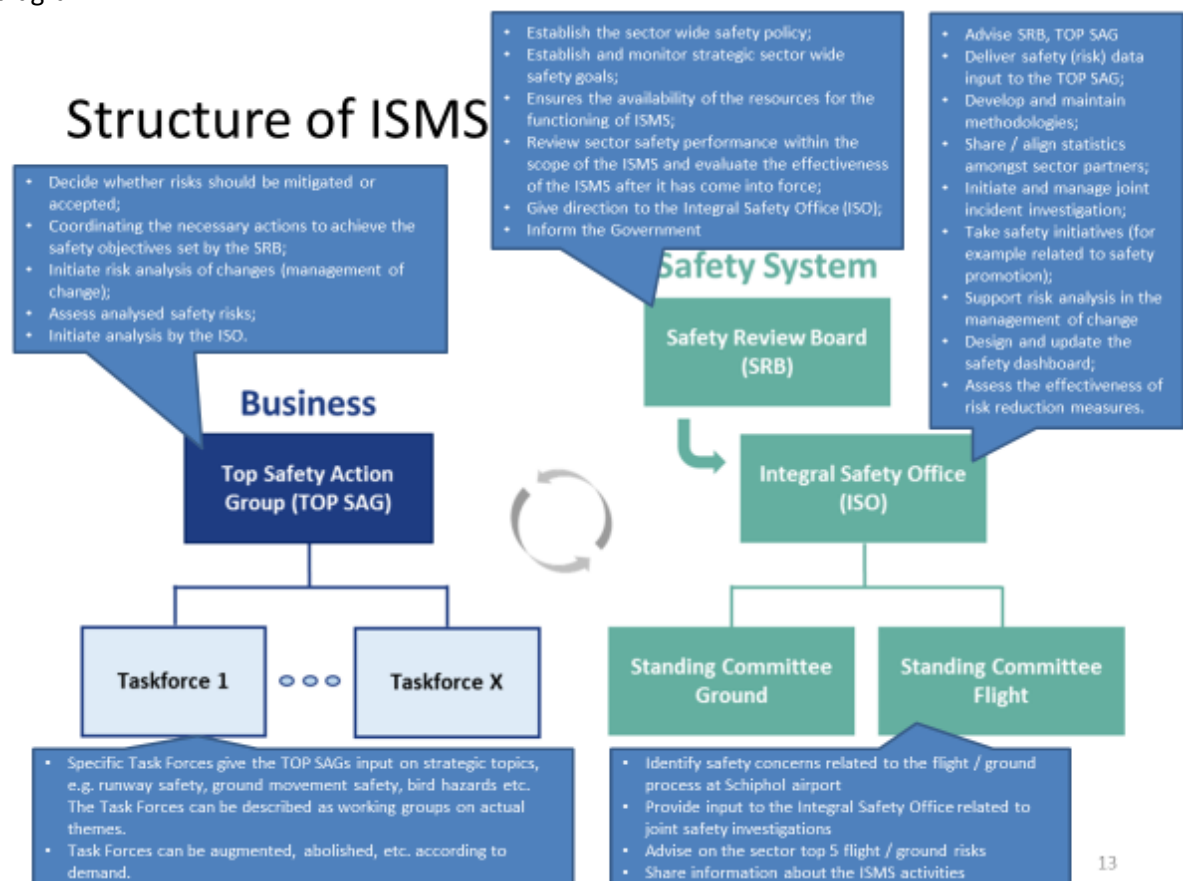 Structure of ISMS
• Decide whether risks should be mitigated or
accepted;
• Coordinating the necessary actions to achieve the
safety objectives set by the SRB;
• Initiate risk analysis of changes (management of
change);
• Assess analysed safety risks;
• Initiate analysis by the ISO.
• Establish the sector wide safety policy;
• Establish and monitor strategic sector wide
safety goals;
• Ensures the availability of the resources for the
functioning of ISMS;
• Review sector safety performance within the
scope of the ISMS and evaluate the effectiveness
of the ISMS after it has come into force;
• Give direction to the Integral Safety Office (ISO);
• Inform the Government
• Advise SRB, TOP SAG
• Deliver safety (risk) data
input to the TOP SAG;
• Develop and maintain
methodologies;
• Share / align statistics
amongst sector partners;
• Initiate and manage joint
incident investigation;
• Take safety initiatives (for
example related to safety
promotion);
• Support risk analysis in the
management of change
• Design and update the
safety dashboard;
• Assess the effectiveness of
risk reduction measures.
Business
Top Safety Action
Group (TOP SAG)
Taskforce 1
Taskforce X
• Specific Task Forces give the TOP SAGs input on strategic topics,
e.g. runway safety, ground movement safety, bird hazards etc.
The Task Forces can be described as working groups on actual
themes.
• Task Forces can be augmented, abolished, etc. according to
demand.
Safety System
Safety Review Board
(SRB)
Integral Safety Office
(ISO)
Standing Committee
Ground
Standing Committee
Flight
• Identify safety concerns related to the flight / ground
process at Schiphol airport
• Provide input to the Integral Safety Office related to
joint safety investigations
• Advise on the sector top 5 flight / ground risks
• Share information about the ISMS activities
13